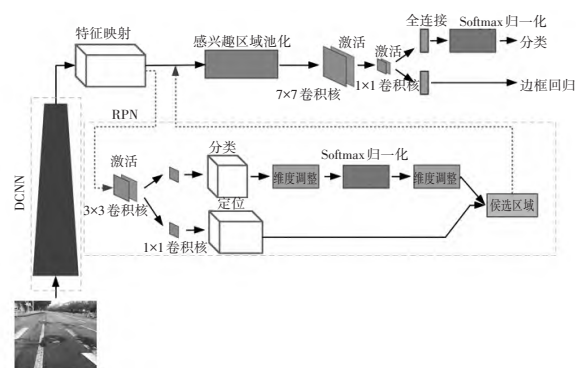 特征映射
感兴趣区域池化
激活
激活
全连接
Softmax 归一化
分类
7×7 卷积核
1×1 卷积核
边框回归
RPN
DCNN
激活
3×3 卷积核
分类
维度调整
Softmax 归一化
维度调整
候选区域
定位
1×1 卷积核